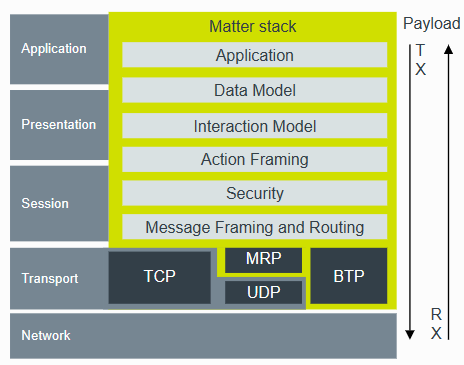 Matter stack
Payload
Application
Application
T
X
Data Model
Presentation
Interaction Model
Action Framing
Security
Session
Message Framing and Routing
Transport
TCP
MRP
UDP
BTP
R
X
Network